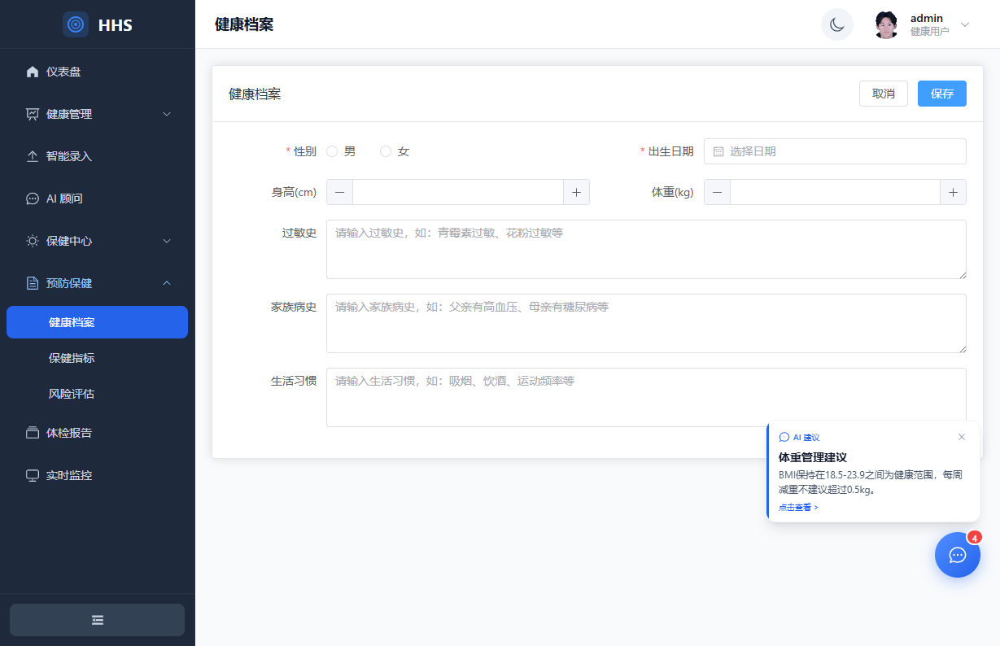 HHS
健康档案
admin
健康用户
仪表盘
健康管理
智能录入
AI 顾问
保健中心
预防保健
健康档案
保健指标
风险评估
体检报告
实时监控
健康档案
取消
保存
* 性别
男
女
* 出生日期
选择日期
身高(cm)
体重(kg)
过敏史
请输入过敏史，如：青霉素过敏、花粉过敏等
家族病史
请输入家族病史，如：父亲有高血压、母亲有糖尿病等
生活习惯
请输入生活习惯，如：吸烟、饮酒、运动频率等
AI 建议
体重管理建议
BMI保持在18.5-23.9之间为健康范围，每周
减重不建议超过0.5kg。
点击查看 >
4